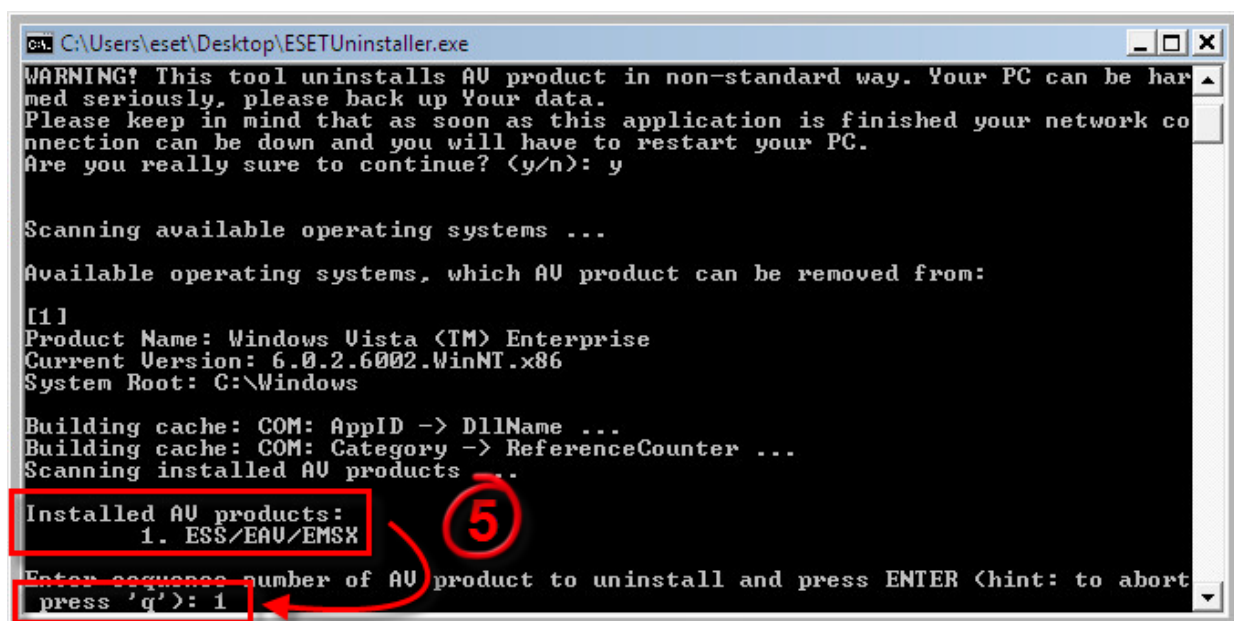 C:\Users\eset\Desktop\ESETUninstaller.exe
WARNING! This tool uninstalls AV product in non-standard way. Your PC can be har
med seriously, please back up Your data.
Please keep in mind that as soon as this application is finished your network co
nnection can be down and you will have to restart your PC.
Are you really sure to continue? (y/n): y
Scanning available operating systems ...
Available operating systems, which AV product can be removed from:
[1]
Product Name: Windows Vista (TM) Enterprise
Current Version: 6.0.2.6002.WinNT.x86
System Root: C:\Windows
Building cache: COM: AppID -> DllName ...
Building cache: COM: Category -> ReferenceCounter ...
Scanning installed AV products ...
Installed AV products:
1. ESS/EAV/EMSX
5
Enter sequence number of AV product to uninstall and press ENTER (hint: to abort
press 'q'): 1